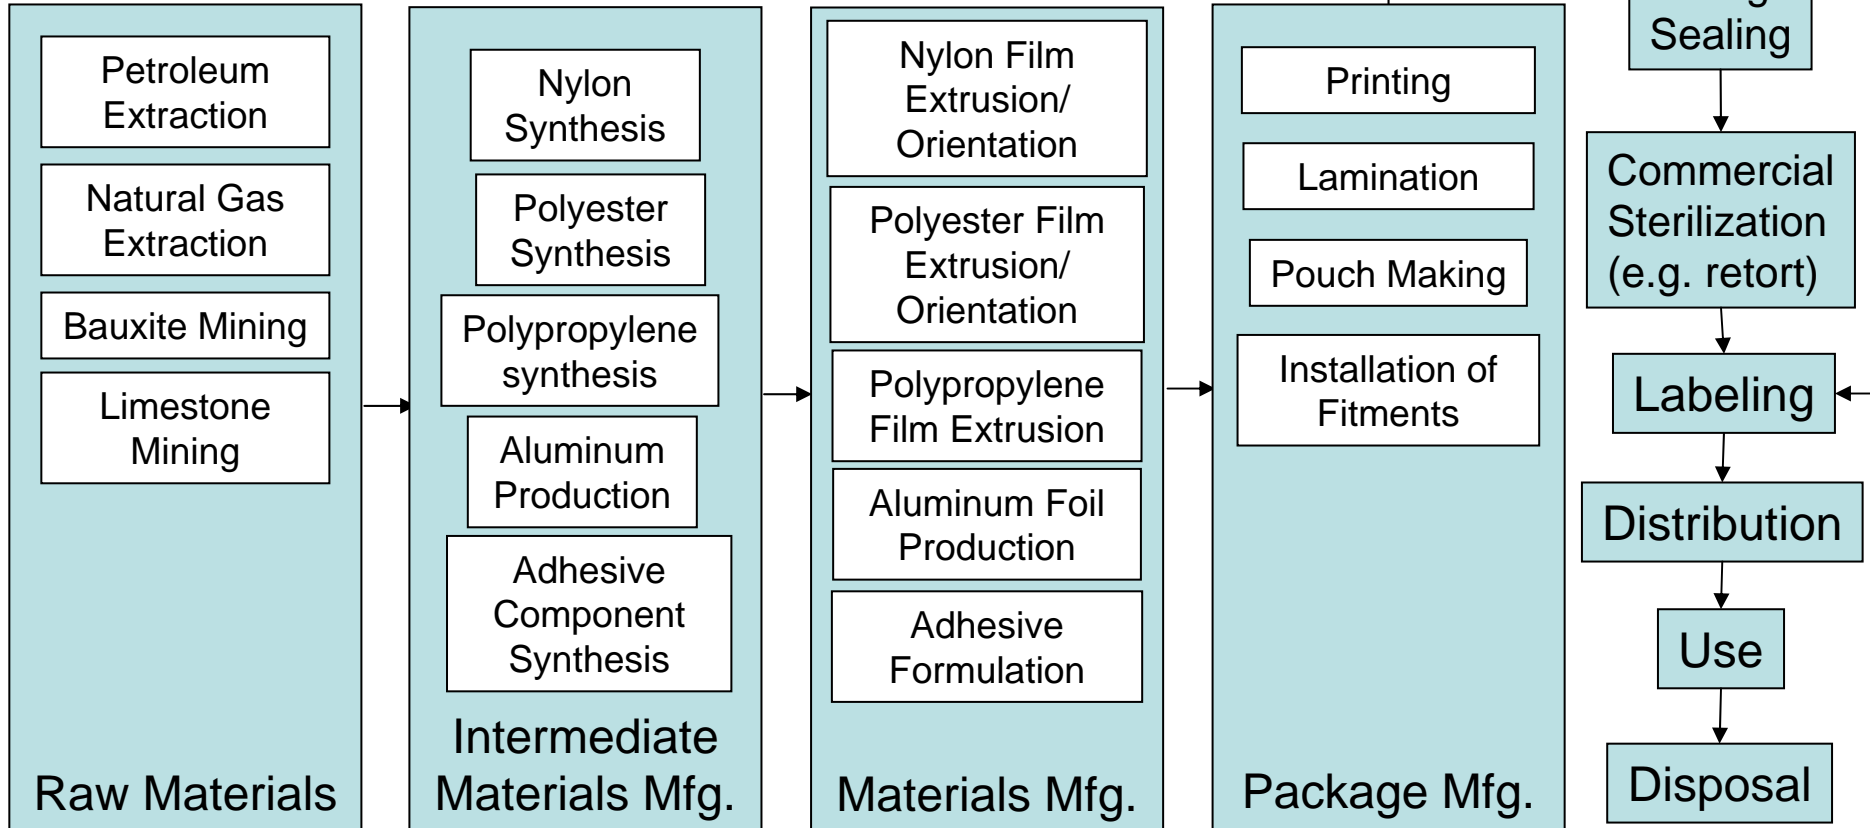 Petroleum
Extraction
Natural Gas
Extraction
Bauxite Mining
Limestone
Mining
Raw Materials
Nylon
Synthesis
Polyester
Synthesis
Polypropylene
synthesis
Aluminum
Production
Adhesive
Component
Synthesis
Intermediate
Materials Mfg.
Nylon Film
Extrusion/
Orientation
Polyester Film
Extrusion/
Orientation
Polypropylene
Film Extrusion
Aluminum Foil
Production
Adhesive
Formulation
Materials Mfg.
Printing
Lamination
Pouch Making
Installation of
Fitments
Package Mfg.
Sealing
Commercial
Sterilization
(e.g. retort)
Labeling
Distribution
Use
Disposal